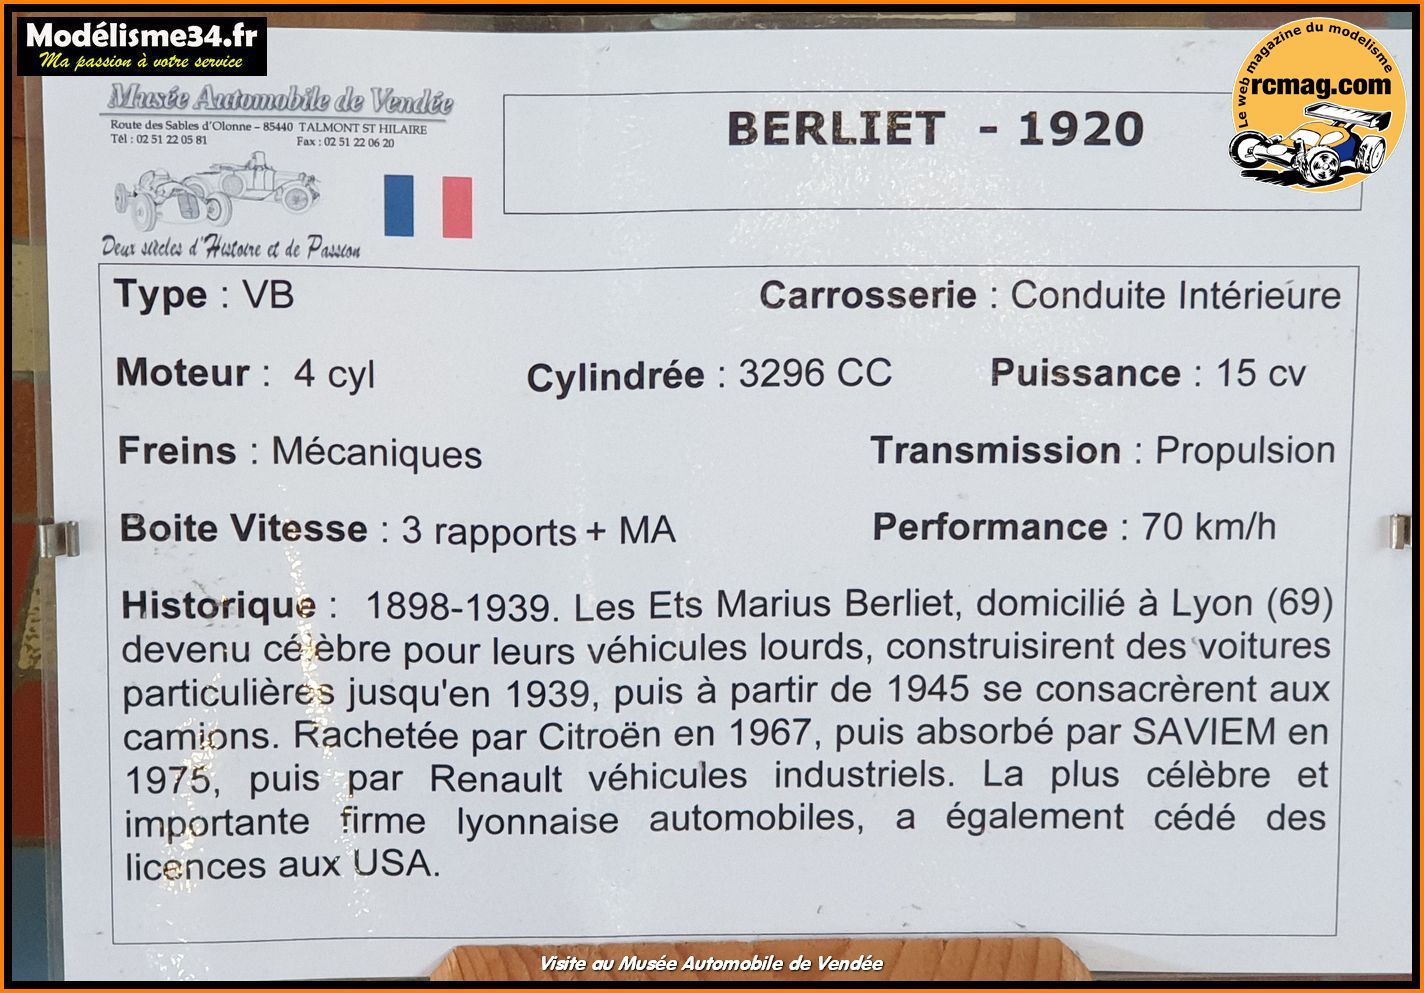 Modélisme34.fr
Ma passion à votre service
Le web magazine du modelisme
rcmag.com
Musée Automobile de Vendée
Route des Sables d'Olonne – 85440 TALMONT ST HILAIRE
Tél : 02 51 22 05 81 Fax : 02 51 22 06 20
Deux siècles d'Histoire et de Passion
BERLIET - 1920
Type : VB Carrosserie : Conduite Intérieure
Moteur : 4 cyl Cylindrée : 3296 CC Puissance : 15 cv
Freins : Mécaniques Transmission : Propulsion
Boite Vitesse : 3 rapports + MA Performance : 70 km/h
Historique : 1898-1939. Les Ets Marius Berliet, domicilié à Lyon (69)
devenu célèbre pour leurs véhicules lourds, construisirent des voitures
particulières jusqu'en 1939, puis à partir de 1945 se consacrèrent aux
camions. Rachetée par Citroën en 1967, puis absorbé par SAVIEM en
1975, puis par Renault véhicules industriels. La plus célèbre et
importante firme lyonnaise automobiles, a également cédé des
licences aux USA.
Visite au Musée Automobile de Vendée